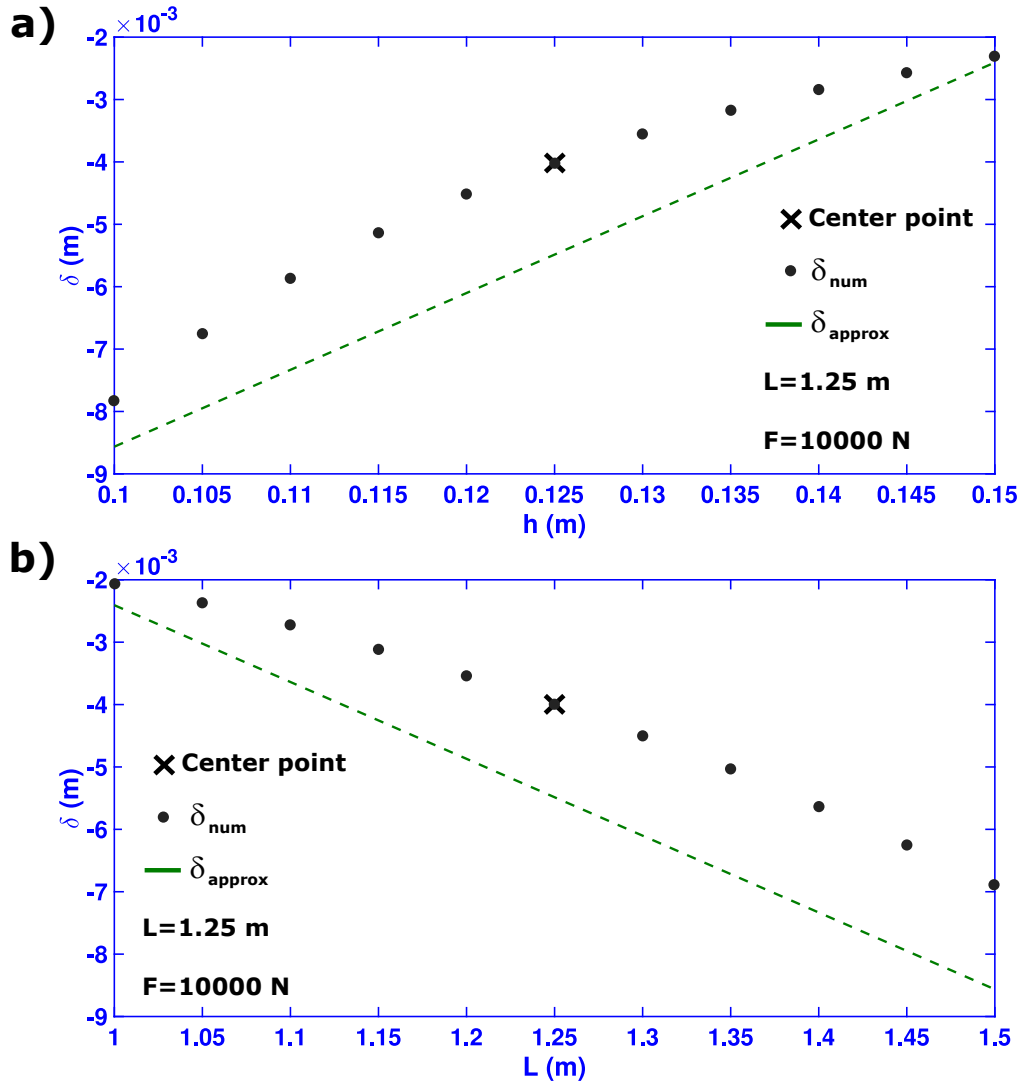 a)
×10-3
-2
-3
-4
-5
-6
-7
-8
-9
δ (m)
Center point
δnum
δapprox
L=1.25 m
F=10000 N
0.1 0.105 0.11 0.115 0.12 0.125 0.13 0.135 0.14 0.145 0.15
h (m)
b)
×10-3
-2
-3
-4
-5
-6
-7
-8
-9
δ (m)
Center point
δnum
δapprox
L=1.25 m
F=10000 N
1 1.05 1.1 1.15 1.2 1.25 1.3 1.35 1.4 1.45 1.5
L (m)